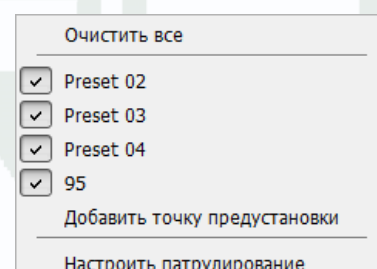 Очистить все
Preset 02
Preset 03
Preset 04
95
Добавить точку предустановки
Настроить патрулирование